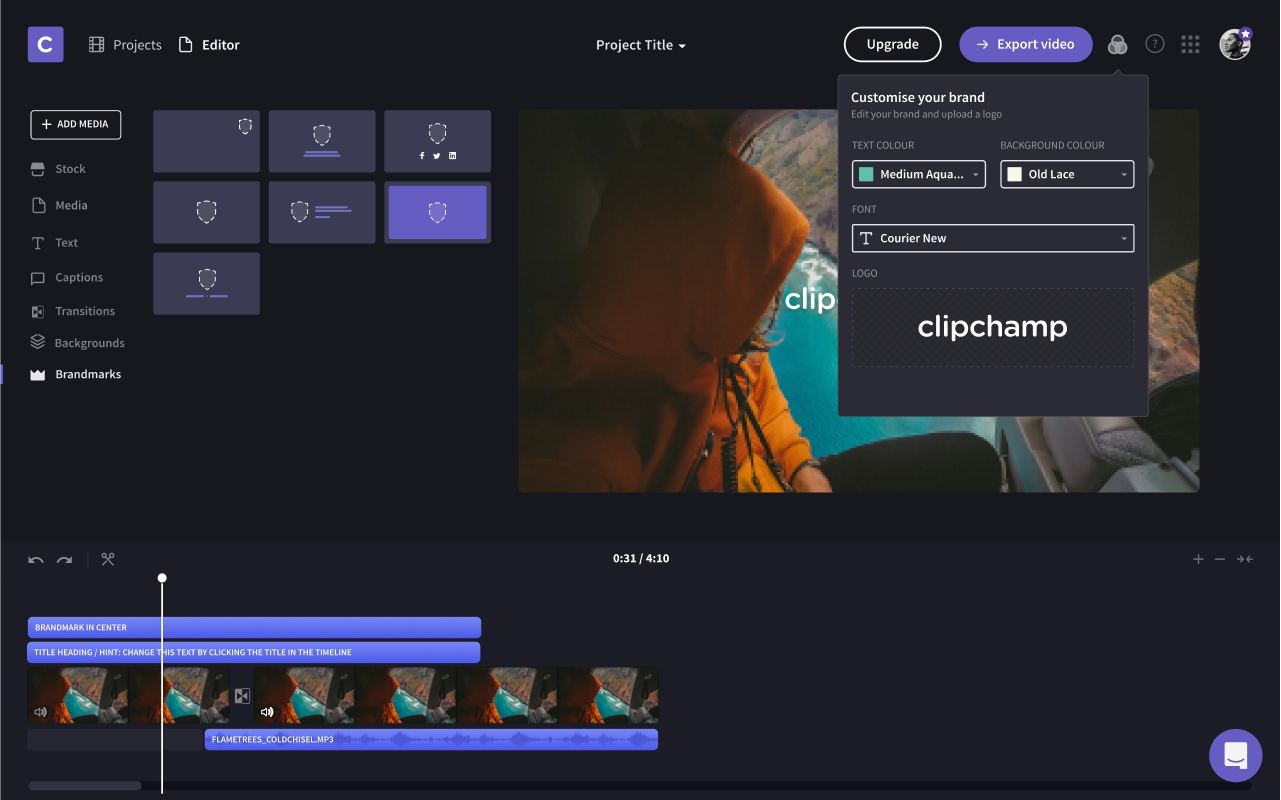 C
Projects
Editor
Project Title
Upgrade
Export video
?
Customise your brand
Edit your brand and upload a logo
TEXT COLOUR
BACKGROUND COLOUR
Medium Aqua...
Old Lace
FONT
T Courier New
LOGO
clipchamp
ADD MEDIA
Stock
Media
Text
Captions
Transitions
Backgrounds
Brandmarks
clip
0:31 / 4:10
BRANDMARK IN CENTER
TITLE HEADING / HINT: CHANGE THIS TEXT BY CLICKING THE TITLE IN THE TIMELINE
FLAMETREES_COLDCHISEL.MP3